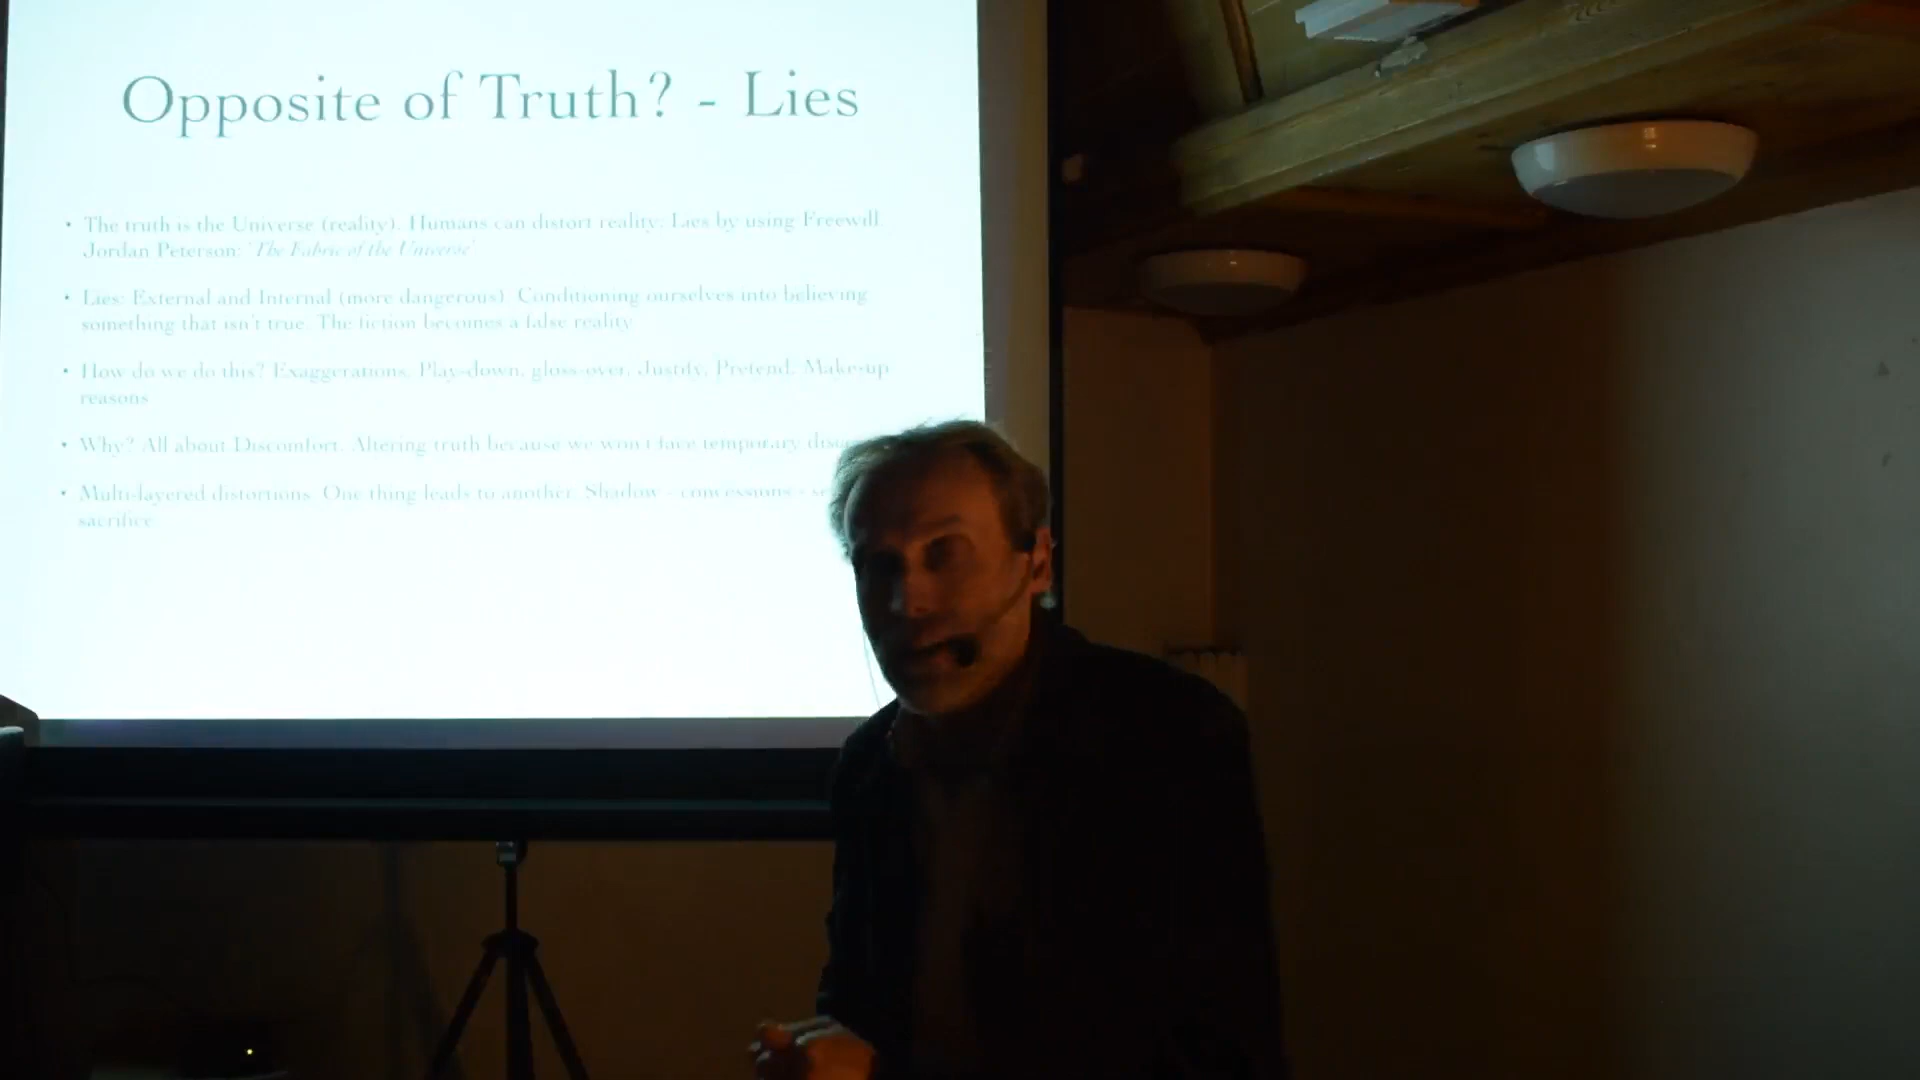 Opposite of Truth? - Lies
• The truth is the Universe (reality). Humans can distort reality: Lies by using Freewill.
Jordan Peterson: 'The Fabric of the Universe'
• Lies: External and Internal (more dangerous). Conditioning ourselves into believing
something that isn't true. The fiction becomes a false reality
• How do we do this? Exaggerations, Play-down, gloss-over, Justify, Pretend, Make-up
reasons
• Why? All about Discomfort. Altering truth because we won't face temporary
• Multi-layered distortions. One thing leads to another. Shadow - concessions -
sacrifice